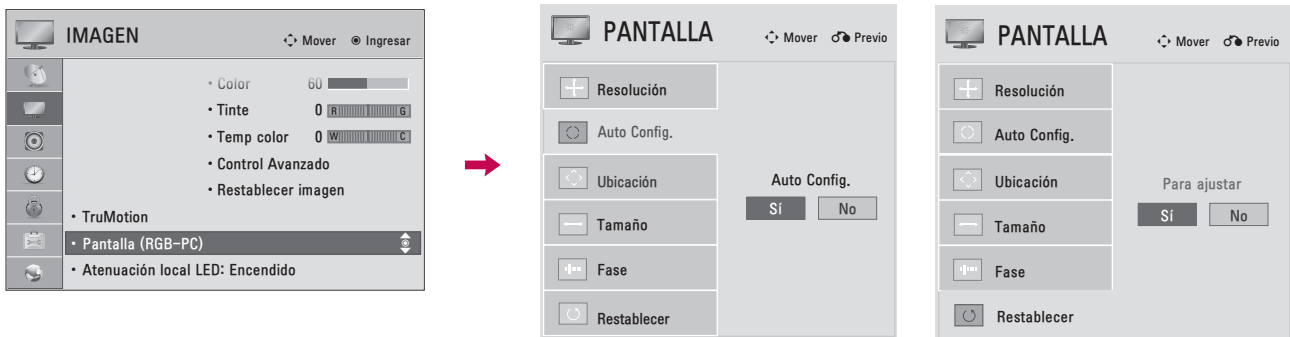 IMAGEN
Mover
Ingresar
• Color 60
• Tinte 0 R G
• Temp color 0 W C
• Control Avanzado
• Restablecer imagen
• TruMotion
• Pantalla (RGB-PC)
• Atenuación local LED: Encendido
PANTALLA
Mover
Previo
Resolución
Auto Config.
Ubicación
Tamaño
Fase
Restablecer
Auto Config.
Sí No
PANTALLA
Mover
Previo
Resolución
Auto Config.
Ubicación
Tamaño
Fase
Restablecer
Para ajustar
Sí No